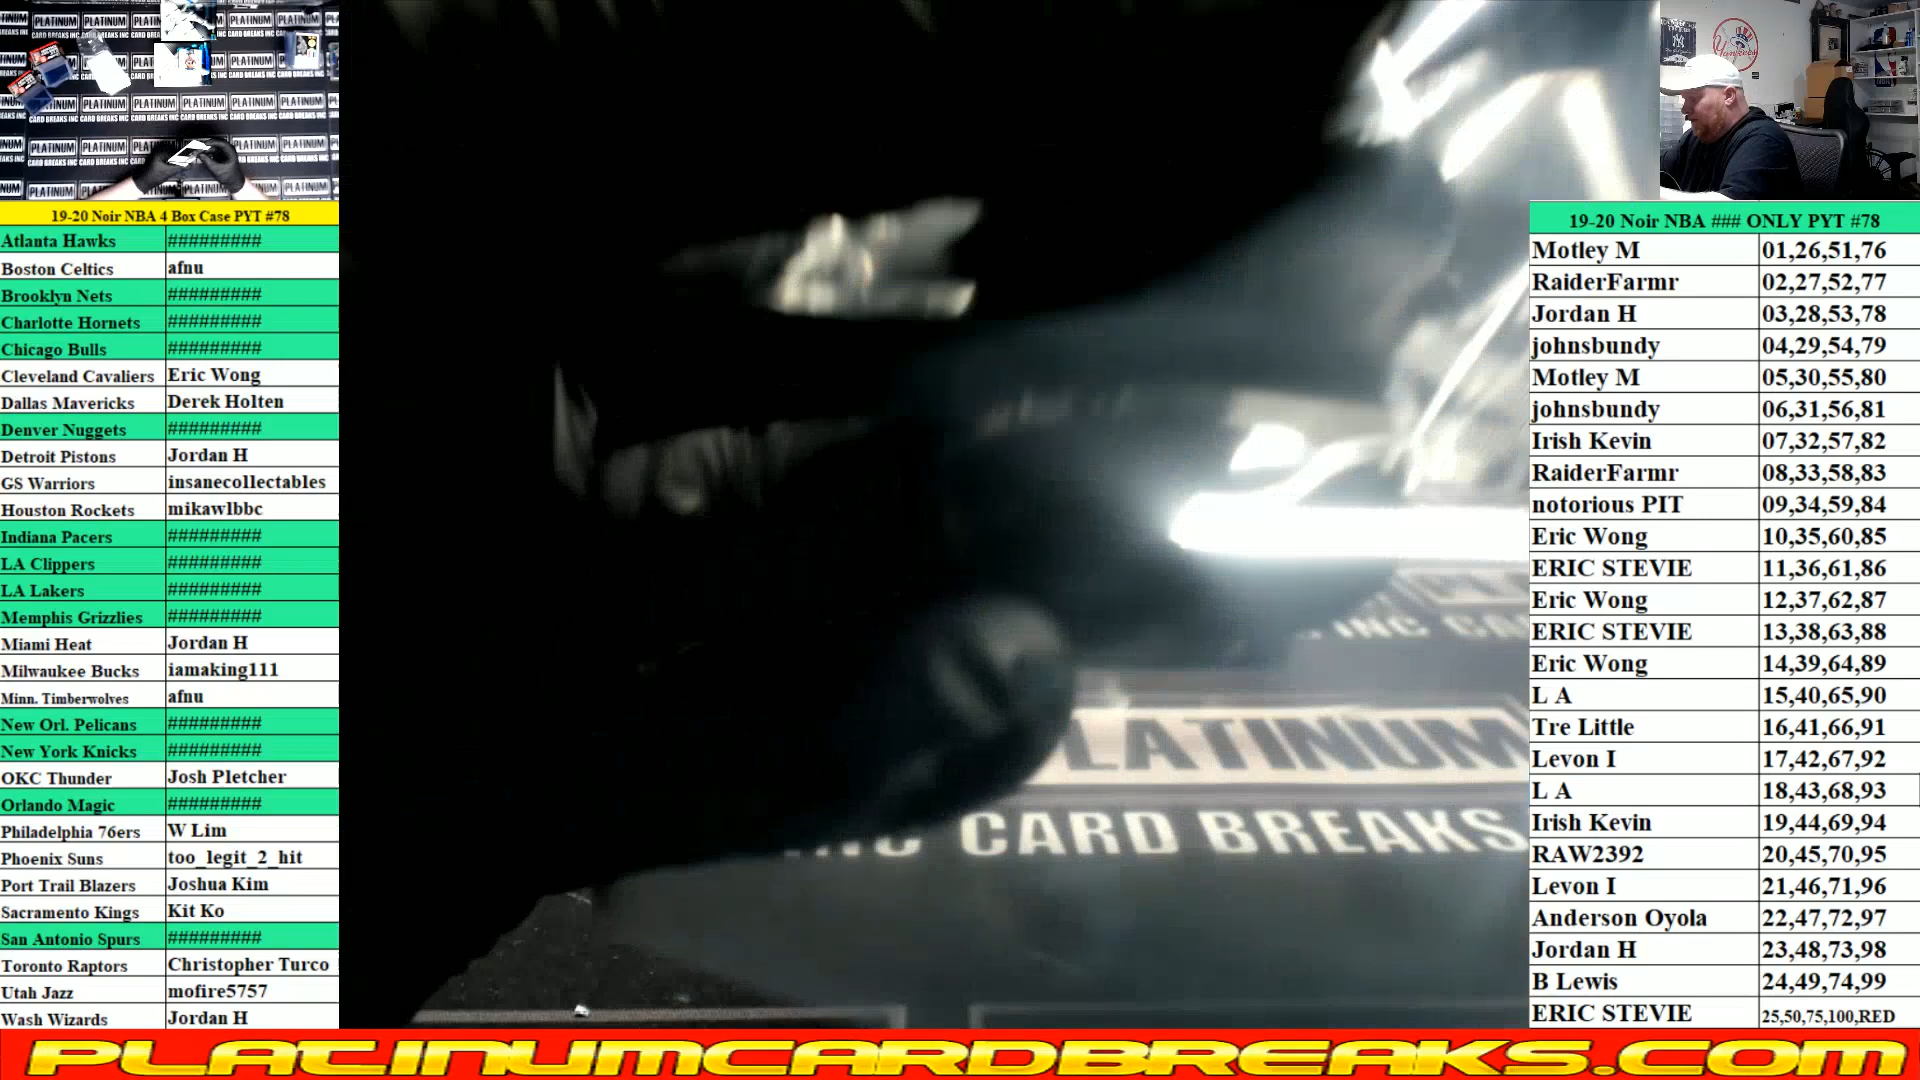 19-20 Noir NBA 4 Box Case PYT #78
Atlanta Hawks #########
Boston Celtics afnu
Brooklyn Nets #########
Charlotte Hornets #########
Chicago Bulls #########
Cleveland Cavaliers Eric Wong
Dallas Mavericks Derek Holten
Denver Nuggets #########
Detroit Pistons Jordan H
GS Warriors insanecollectables
Houston Rockets mikawlbbc
Indiana Pacers #########
LA Clippers #########
LA Lakers #########
Memphis Grizzlies #########
Miami Heat Jordan H
Milwaukee Bucks iamaking111
Minn. Timberwolves afnu
New Orl. Pelicans #########
New York Knicks #########
OKC Thunder Josh Pletcher
Orlando Magic #########
Philadelphia 76ers W Lim
Phoenix Suns too_legit_2_hit
Port Trail Blazers Joshua Kim
Sacramento Kings Kit Ko
San Antonio Spurs #########
Toronto Raptors Christopher Turco
Utah Jazz mofire5757
Wash Wizards Jordan H
INC CA
PLATINUM
INC CARD BREAKS
Yankees
19-20 Noir NBA ### ONLY PYT #78
Motley M 01,26,51,76
RaiderFarmr 02,27,52,77
Jordan H 03,28,53,78
johnsbundy 04,29,54,79
Motley M 05,30,55,80
johnsbundy 06,31,56,81
Irish Kevin 07,32,57,82
RaiderFarmr 08,33,58,83
notorious PIT 09,34,59,84
Eric Wong 10,35,60,85
ERIC STEVIE 11,36,61,86
Eric Wong 12,37,62,87
ERIC STEVIE 13,38,63,88
Eric Wong 14,39,64,89
L A 15,40,65,90
Tre Little 16,41,66,91
Levon I 17,42,67,92
L A 18,43,68,93
Irish Kevin 19,44,69,94
RAW2392 20,45,70,95
Levon I 21,46,71,96
Anderson Oyola 22,47,72,97
Jordan H 23,48,73,98
B Lewis 24,49,74,99
ERIC STEVIE 25,50,75,100,RED
PLATINUMCARDBREAKS.COM